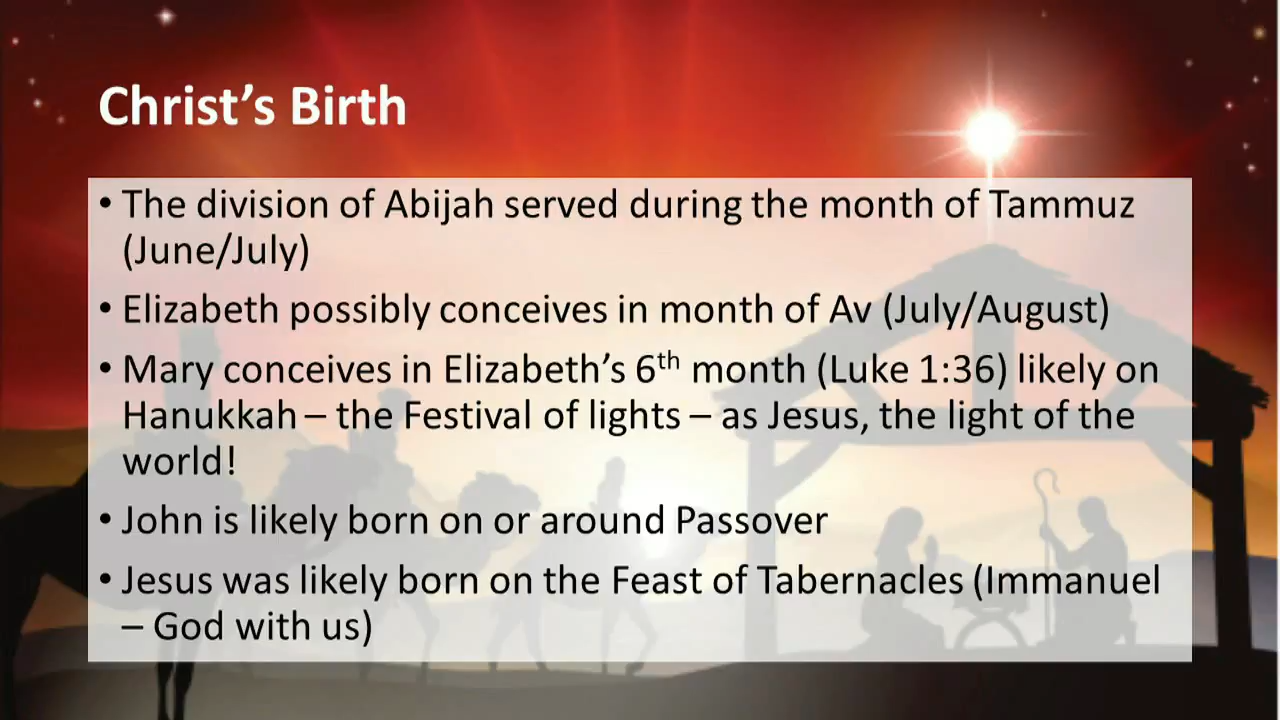 Christ’s Birth
• The division of Abijah served during the month of Tammuz
(June/July)
• Elizabeth possibly conceives in month of Av (July/August)
• Mary conceives in Elizabeth’s 6th month (Luke 1:36) likely on
Hanukkah – the Festival of lights – as Jesus, the light of the
world!
• John is likely born on or around Passover
• Jesus was likely born on the Feast of Tabernacles (Immanuel
– God with us)